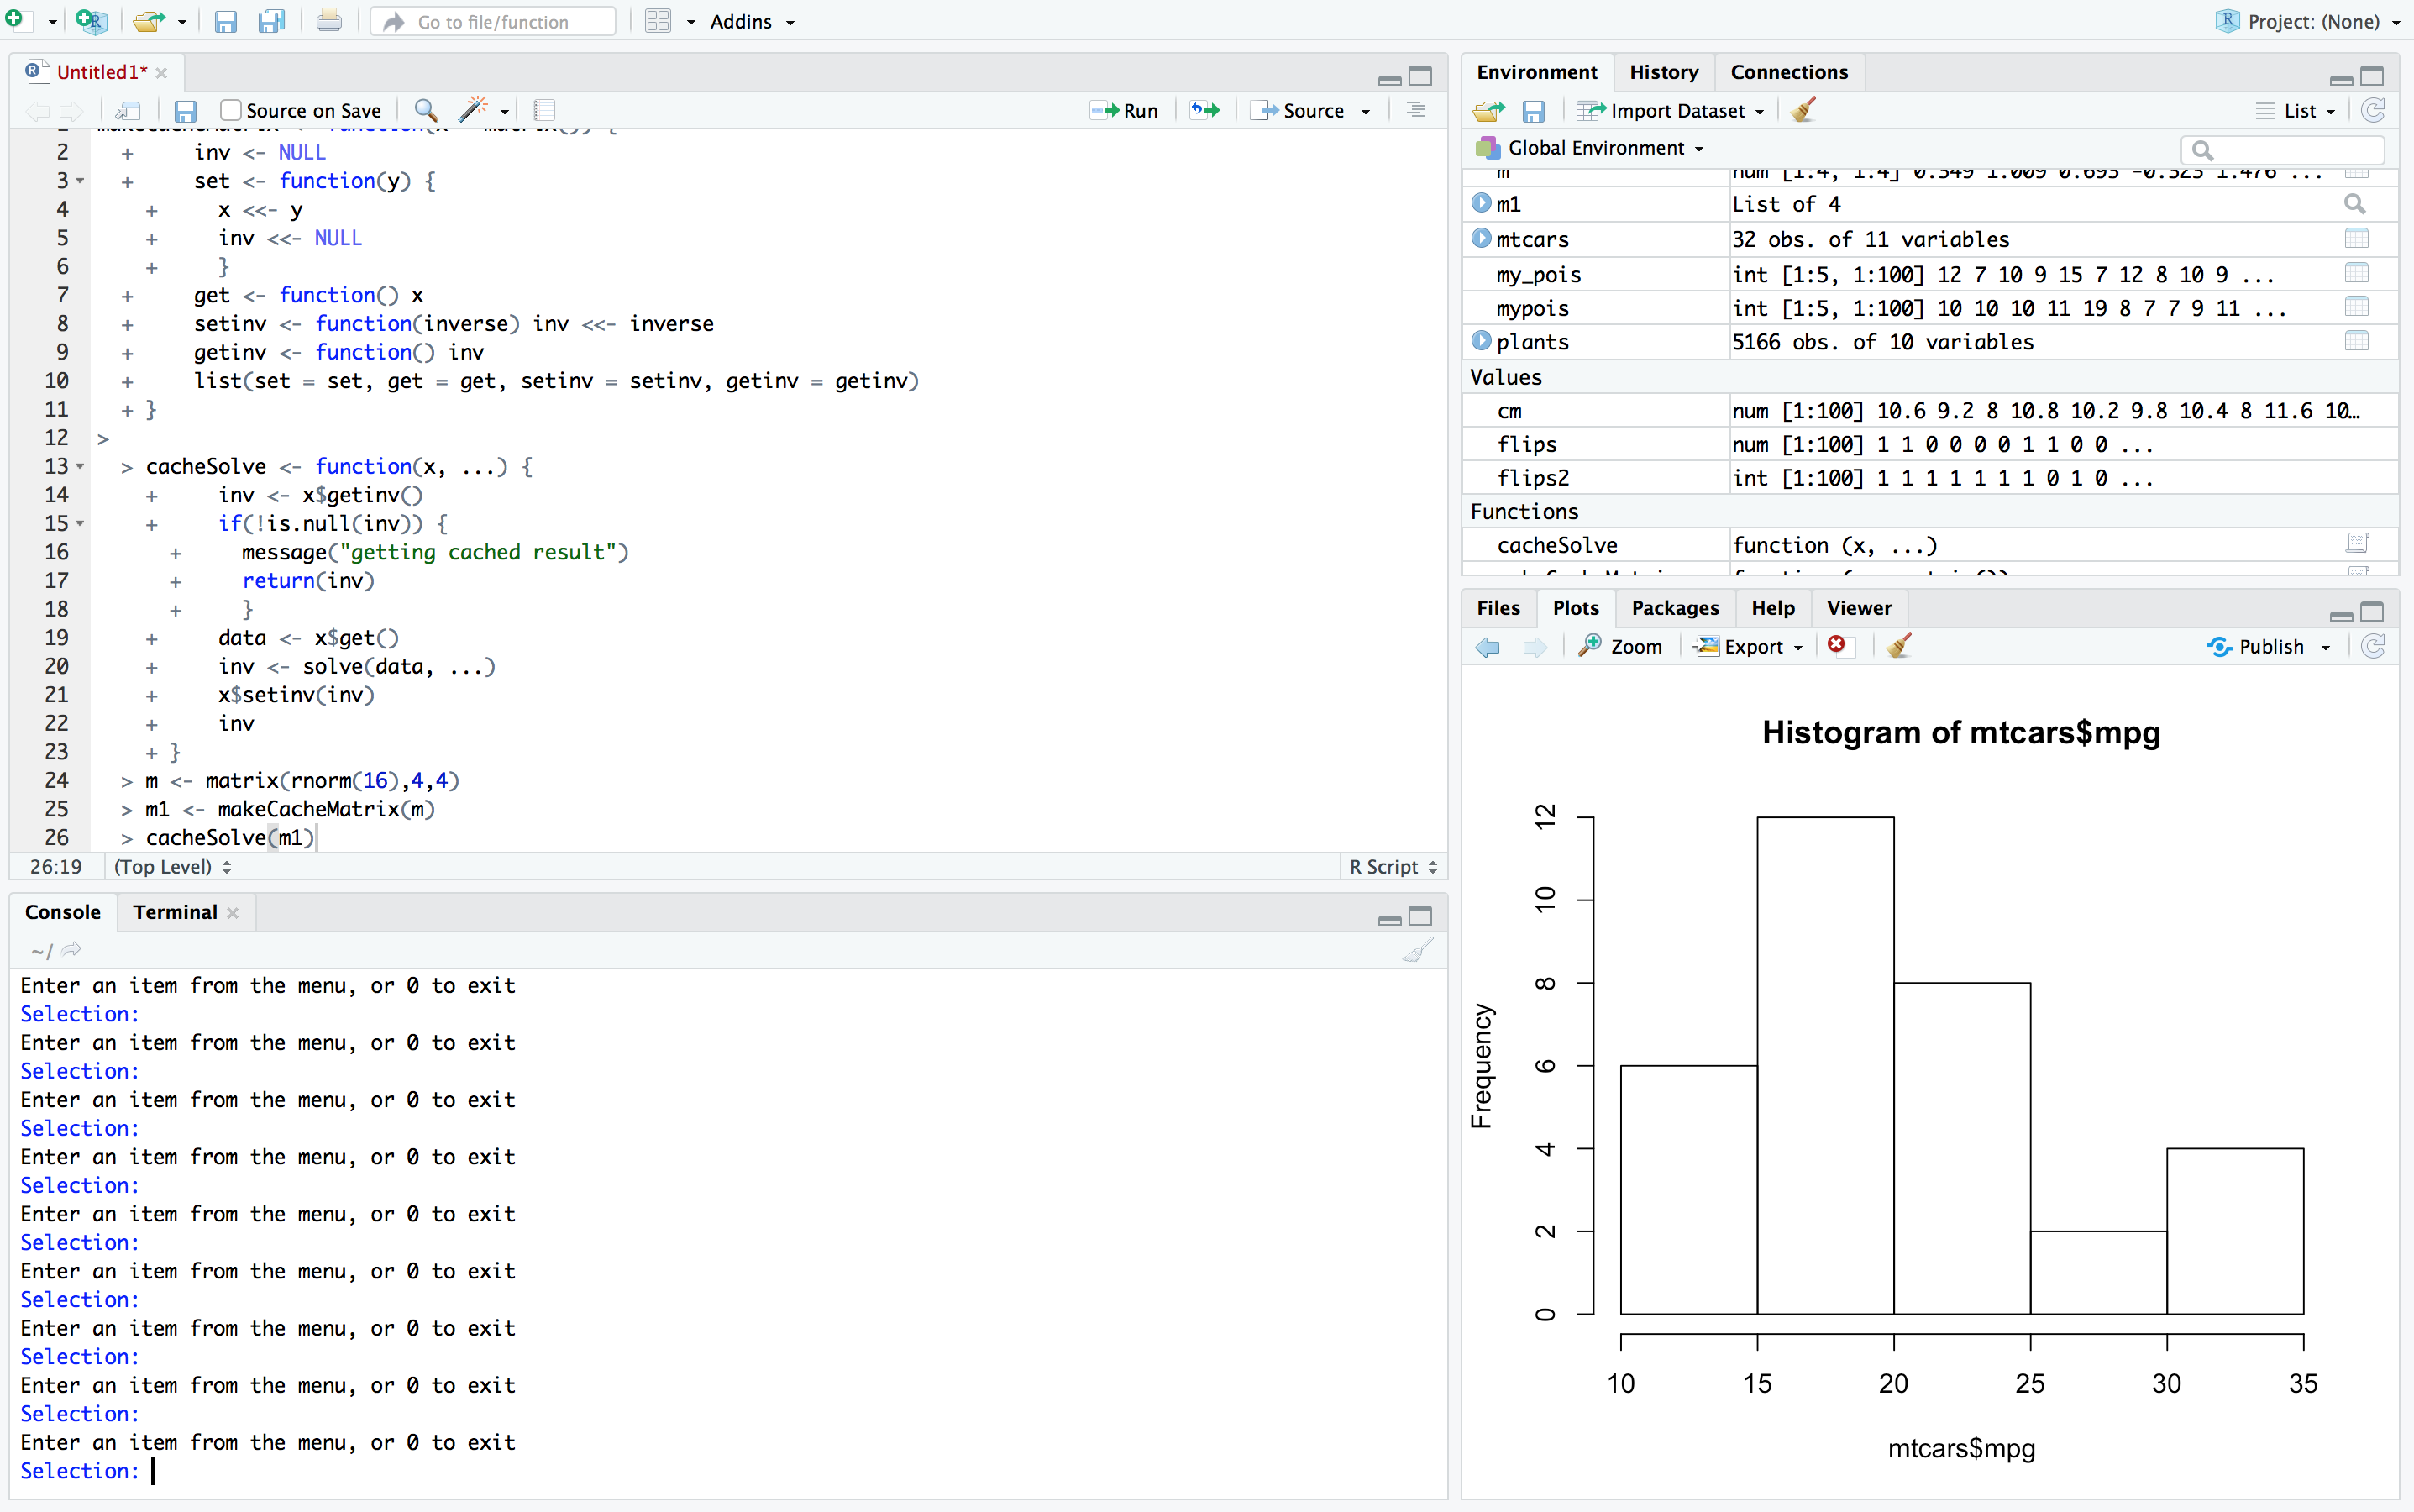 Go to file/function
Addins
Project: (None)
Untitled1*
Source on Save
Run
Source
2 + inv <- NULL
3 + set <- function(y) {
4 + x <<- y
5 + inv <<- NULL
6 + }
7 + get <- function() x
8 + setinv <- function(inverse) inv <<- inverse
9 + getinv <- function() inv
10 + list(set = set, get = get, setinv = setinv, getinv = getinv)
11 + }
12 >
13 > cacheSolve <- function(x, ...) {
14 + inv <- x$getinv()
15 + if(!is.null(inv)) {
16 + message("getting cached result")
17 + return(inv)
18 + }
19 + data <- x$get()
20 + inv <- solve(data, ...)
21 + x$setinv(inv)
22 + inv
23 + }
24 > m <- matrix(rnorm(16),4,4)
25 > m1 <- makeCacheMatrix(m)
26 > cacheSolve(m1)
26:19 (Top Level) R Script
Console Terminal
~/
Enter an item from the menu, or 0 to exit
Selection:
Enter an item from the menu, or 0 to exit
Selection:
Enter an item from the menu, or 0 to exit
Selection:
Enter an item from the menu, or 0 to exit
Selection:
Enter an item from the menu, or 0 to exit
Selection:
Enter an item from the menu, or 0 to exit
Selection:
Enter an item from the menu, or 0 to exit
Selection:
Enter an item from the menu, or 0 to exit
Selection:
Enter an item from the menu, or 0 to exit
Selection:
Environment History Connections
Import Dataset List
Global Environment
m num [1:4, 1:4] 0.349 1.009 0.693 -0.323 1.476 ...
m1 List of 4
mtcars 32 obs. of 11 variables
my_pois int [1:5, 1:100] 12 7 10 9 15 7 12 8 10 9 ...
mypois int [1:5, 1:100] 10 10 10 11 19 8 7 7 9 11 ...
plants 5166 obs. of 10 variables
Values
cm num [1:100] 10.6 9.2 8 10.8 10.2 9.8 10.4 8 11.6 10…
flips num [1:100] 1 1 0 0 0 0 1 1 0 0 ...
flips2 int [1:100] 1 1 1 1 1 1 1 0 1 0 ...
Functions
cacheSolve function (x, ...)
Files Plots Packages Help Viewer
Zoom Export Publish
Histogram of mtcars$mpg
12
10
8
6
4
2
0
Frequency
10 15 20 25 30 35
mtcars$mpg